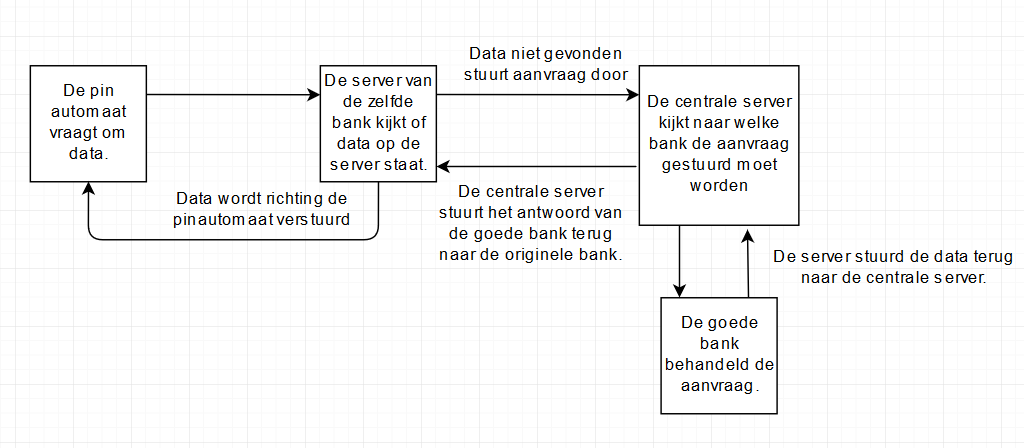 De pin
automaat
vraagt om
data.
De server van
de zelfde
bank kijkt of
data op de
server staat.
Data niet gevonden
stuurt aanvraag door
De centrale server
kijkt naar welke
bank de aanvraag
gestuurd moet
worden
Data wordt richting de
pinautomaat verstuurd
De centrale server
stuurt het antwoord van
de goede bank terug
naar de originele bank.
De server stuurd de data terug
naar de centrale server.
De goede
bank
behandeld de
aanvraag.